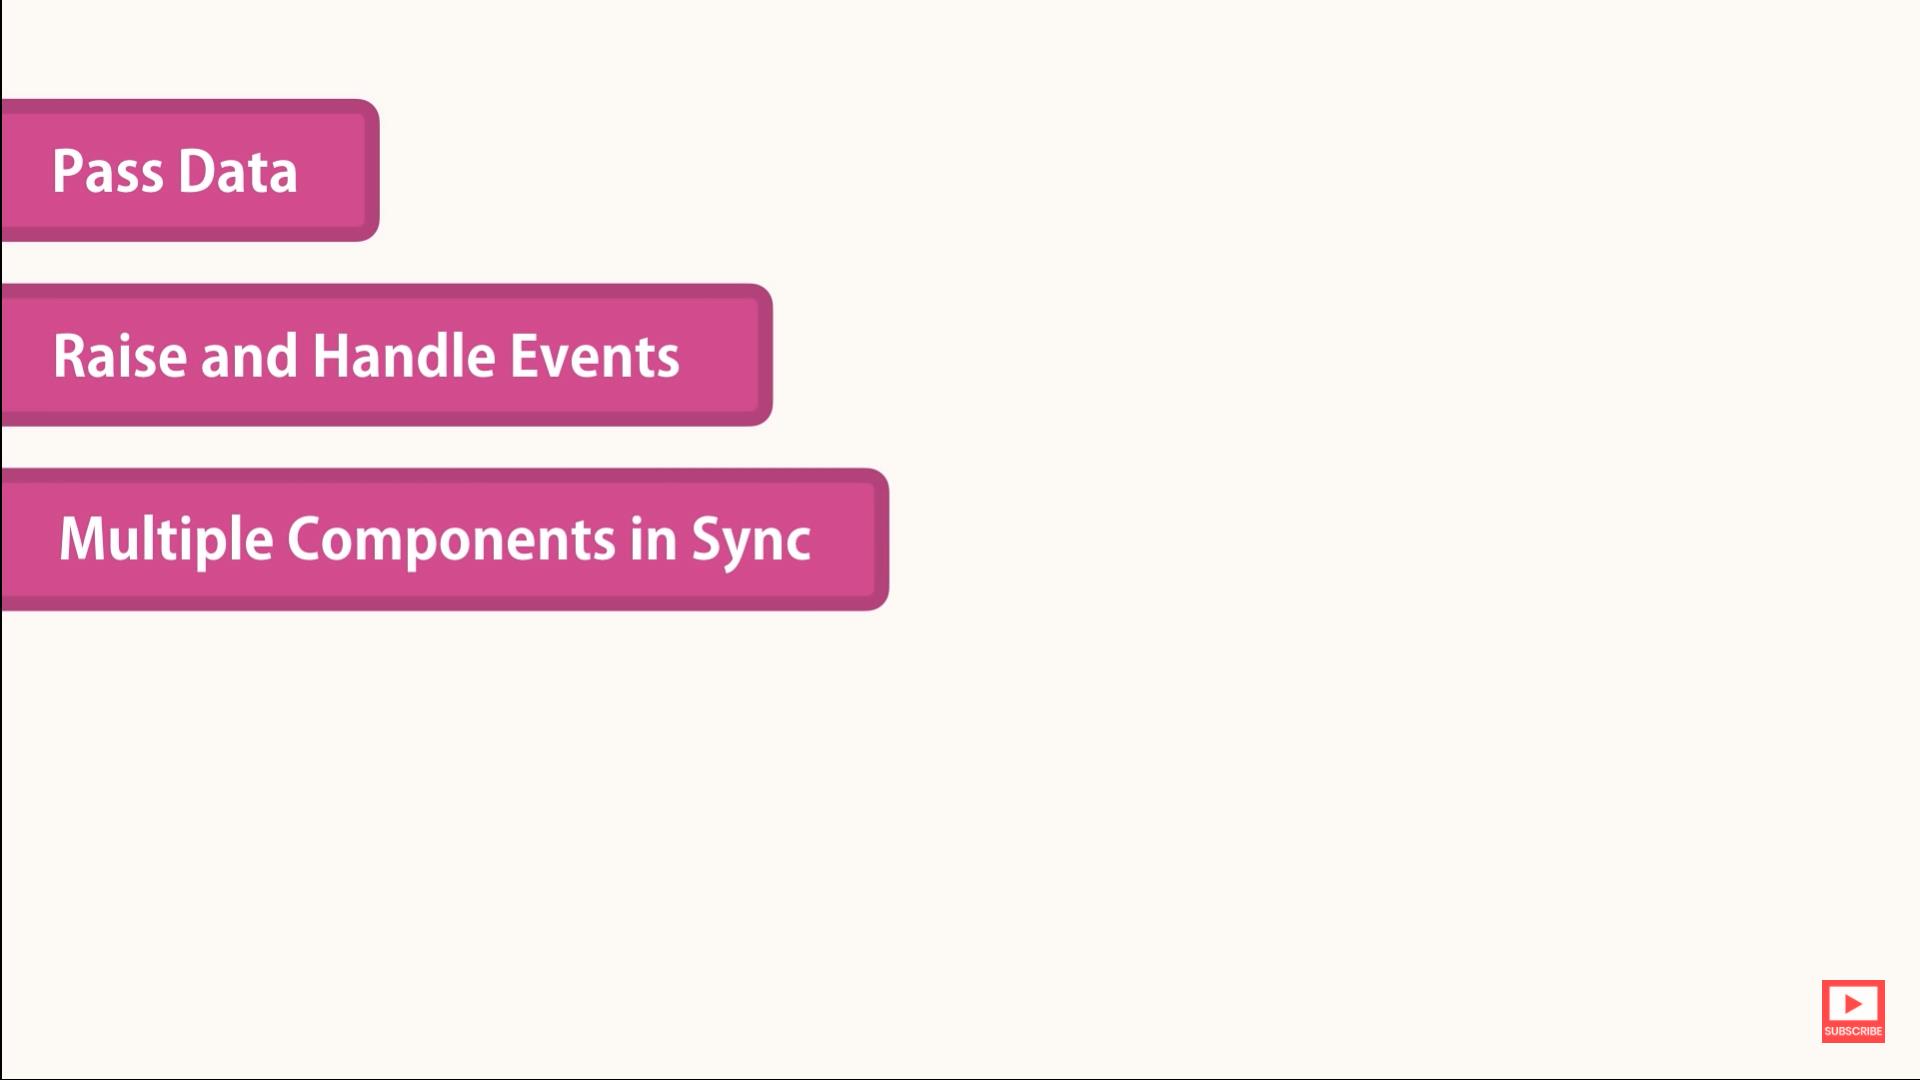 Pass Data
Raise and Handle Events
Multiple Components in Sync
SUBSCRIBE